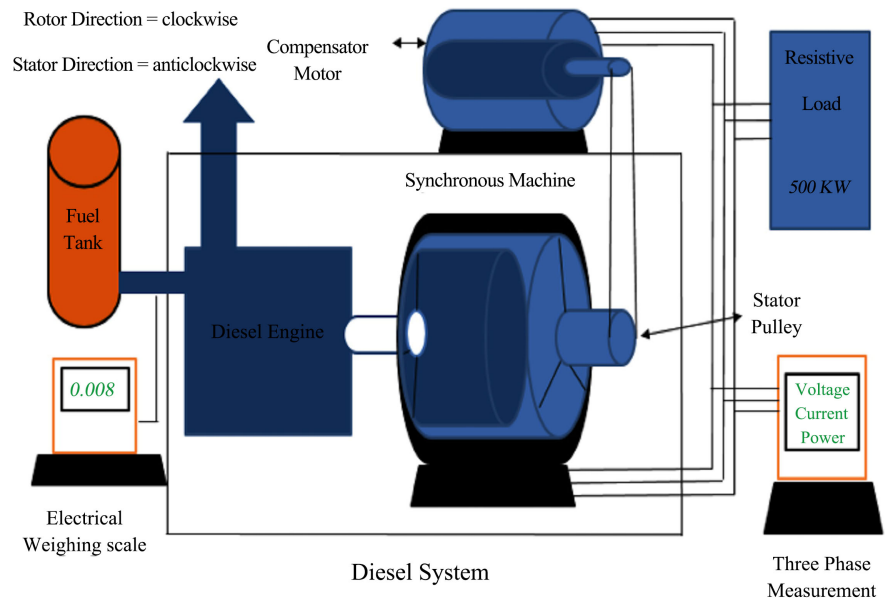 Rotor Direction = clockwise
Stator Direction = anticlockwise
Compensator
Motor
Resistive
Load
500 KW
Synchronous Machine
Fuel
Tank
Diesel Engine
Stator
Pulley
0.008
Voltage
Current
Power
Electrical
Weighing scale
Three Phase
Measurement
Diesel System